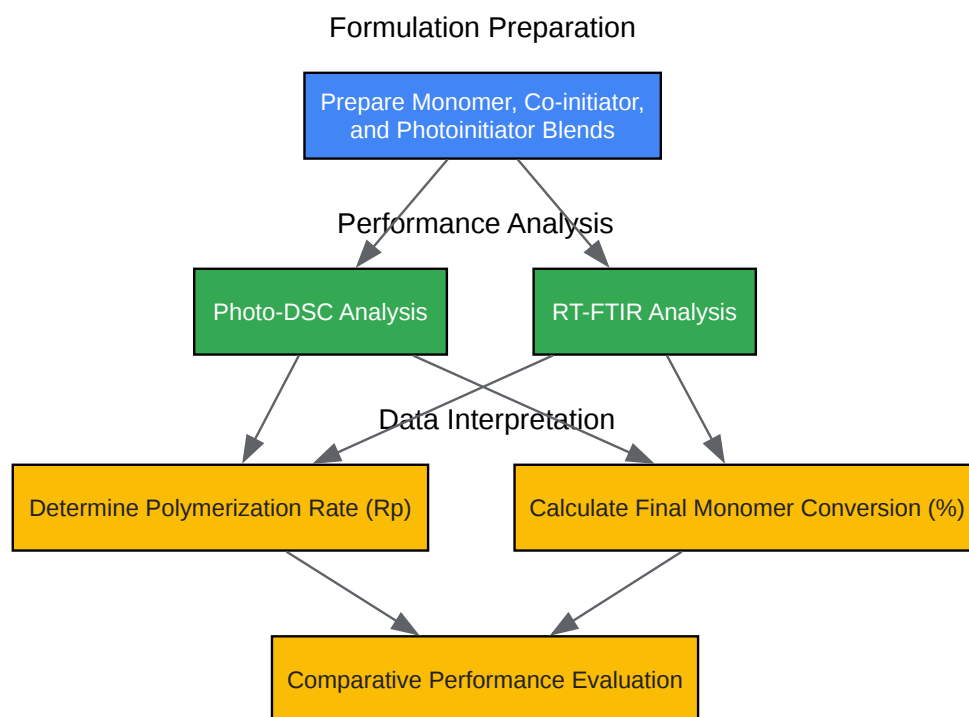 Formulation Preparation
Prepare Monomer, Co-initiator,
and Photoinitiator Blends
Performance Analysis
Photo-DSC Analysis
RT-FTIR Analysis
Data Interpretation
Determine Polymerization Rate (Rp)
Calculate Final Monomer Conversion (%)
Comparative Performance Evaluation